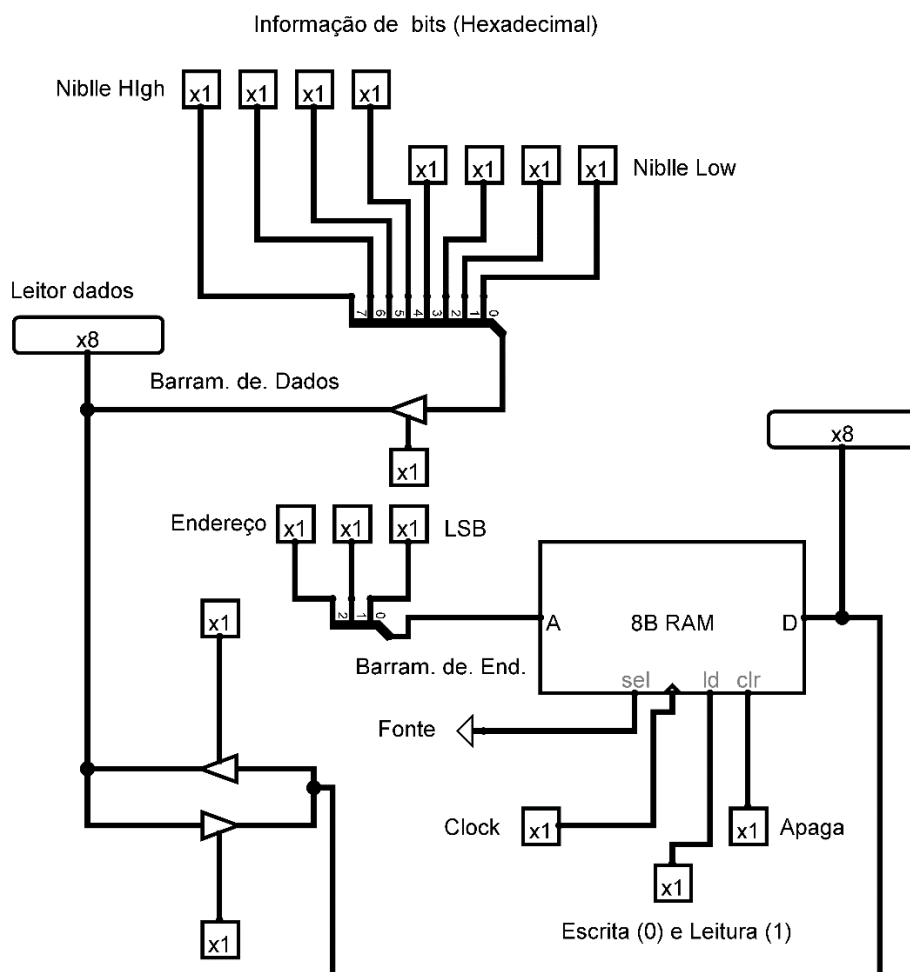 Informação de bits (Hexadecimal)
Niblle HIgh
x1 x1 x1 x1
x1 x1 x1 x1
Niblle Low
7 6 5 4 3 2 1 0
Leitor dados
x8
Barram. de. Dados
x1
x8
Endereço
x1 x1 x1
LSB
2 1 0
x1
A
8B RAM
D
Barram. de. End.
sel
ld
clr
Fonte
Clock
x1
x1
Apaga
x1
Escrita (0) e Leitura (1)
x1